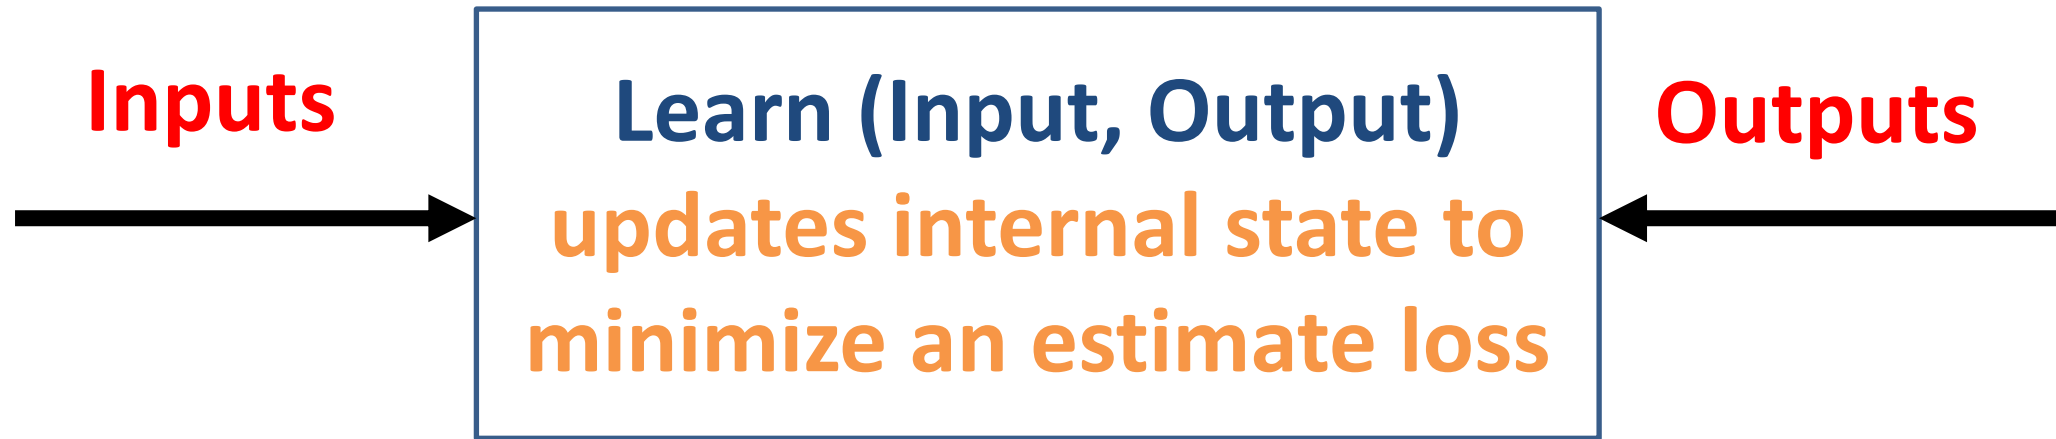 Inputs
Learn (Input, Output)
updates internal state to
minimize an estimate loss
Outputs